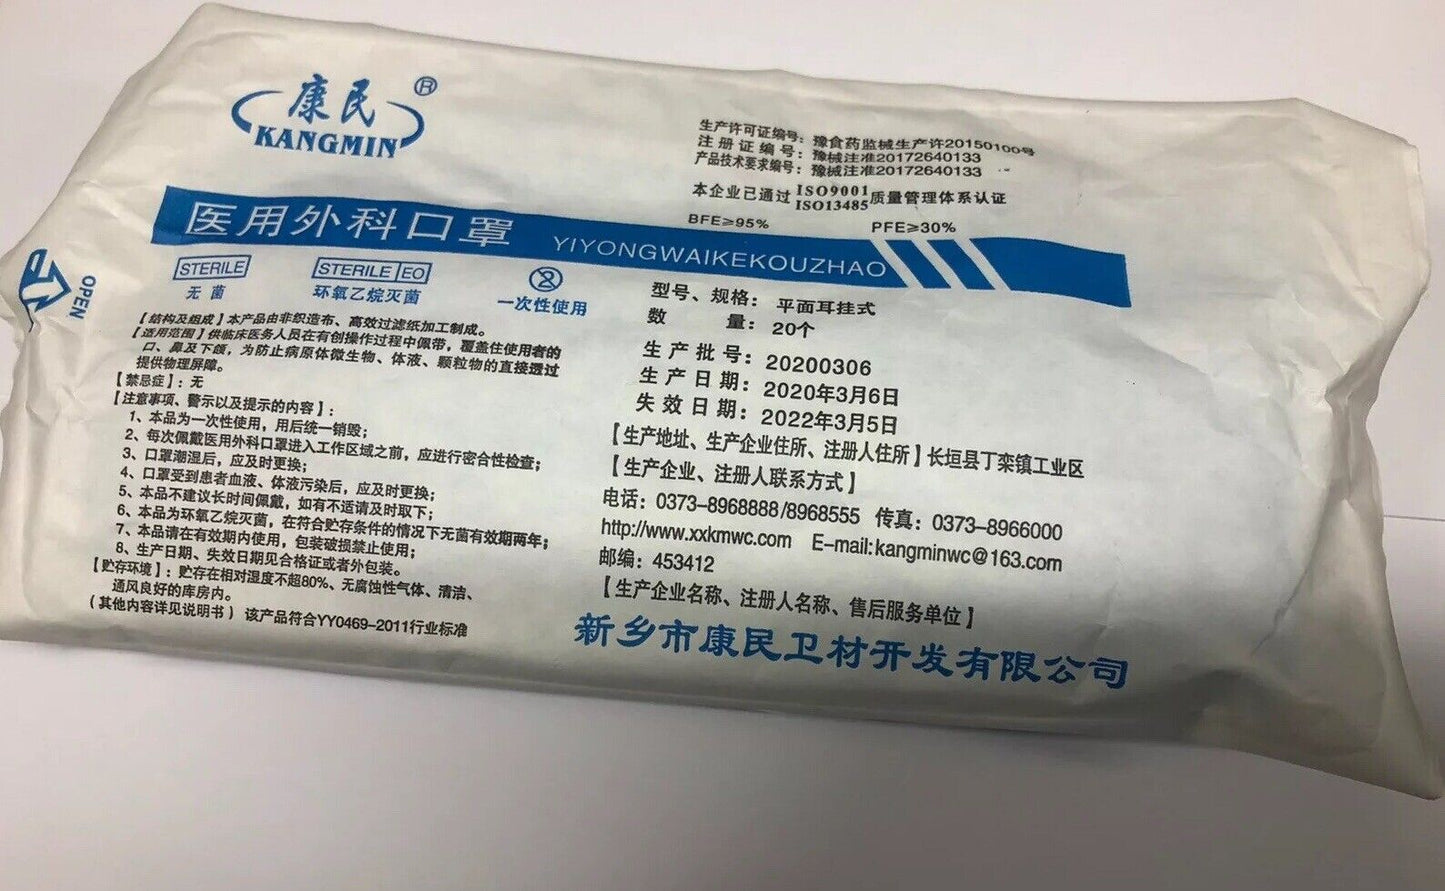 康民®
KANGMIN
生产许可证编号：豫食药监械生产许20150100号
注册证编号：豫械注准20172640133
产品技术要求编号：豫械注准20172640133
本企业已通过ISO9001 ISO13485质量管理体系认证
BFE≥95% PFE≥30%
医用外科口罩 YIYONGWAIKEKOUZHAO
OPEN
STERILE STERILE EO
无菌 环氧乙烷灭菌 一次性使用
【结构及组成】本产品由非织造布、高效过滤纸加工制成。
【适用范围】供临床医务人员在有创操作过程中佩带，覆盖住使用者的
口、鼻及下颌，为防止病原体微生物、体液、颗粒物的直接透过
提供物理屏障。
【禁忌症】：无
【注意事项、警示以及提示的内容】：
1、本品为一次性使用，用后统一销毁；
2、每次佩戴医用外科口罩进入工作区域之前，应进行密合性检查；
3、口罩潮湿后，应及时更换；
4、口罩受到患者血液、体液污染后，应及时更换；
5、本品不建议长时间佩戴，如有不适请及时取下；
6、本品为环氧乙烷灭菌，在符合贮存条件的情况下无菌有效期两年；
7、本品请在有效期内使用，包装破损禁止使用；
8、生产日期、失效日期见合格证或者外包装。
【贮存环境】：贮存在相对湿度不超80%、无腐蚀性气体、清洁、
通风良好的库房内。
（其他内容详见说明书）该产品符合YY0469-2011行业标准
型号、规格：平面耳挂式
数量：20个
生产批号：20200306
生产日期：2020年3月6日
失效日期：2022年3月5日
【生产地址、生产企业住所、注册人住所】长垣县丁栾镇工业区
【生产企业、注册人联系方式】
电话：0373-8968888/8968555 传真：0373-8966000
http://www.xxkmwc.com E-mail:kangminwc@163.com
邮编：453412
【生产企业名称、注册人名称、售后服务单位】
新乡市康民卫材开发有限公司